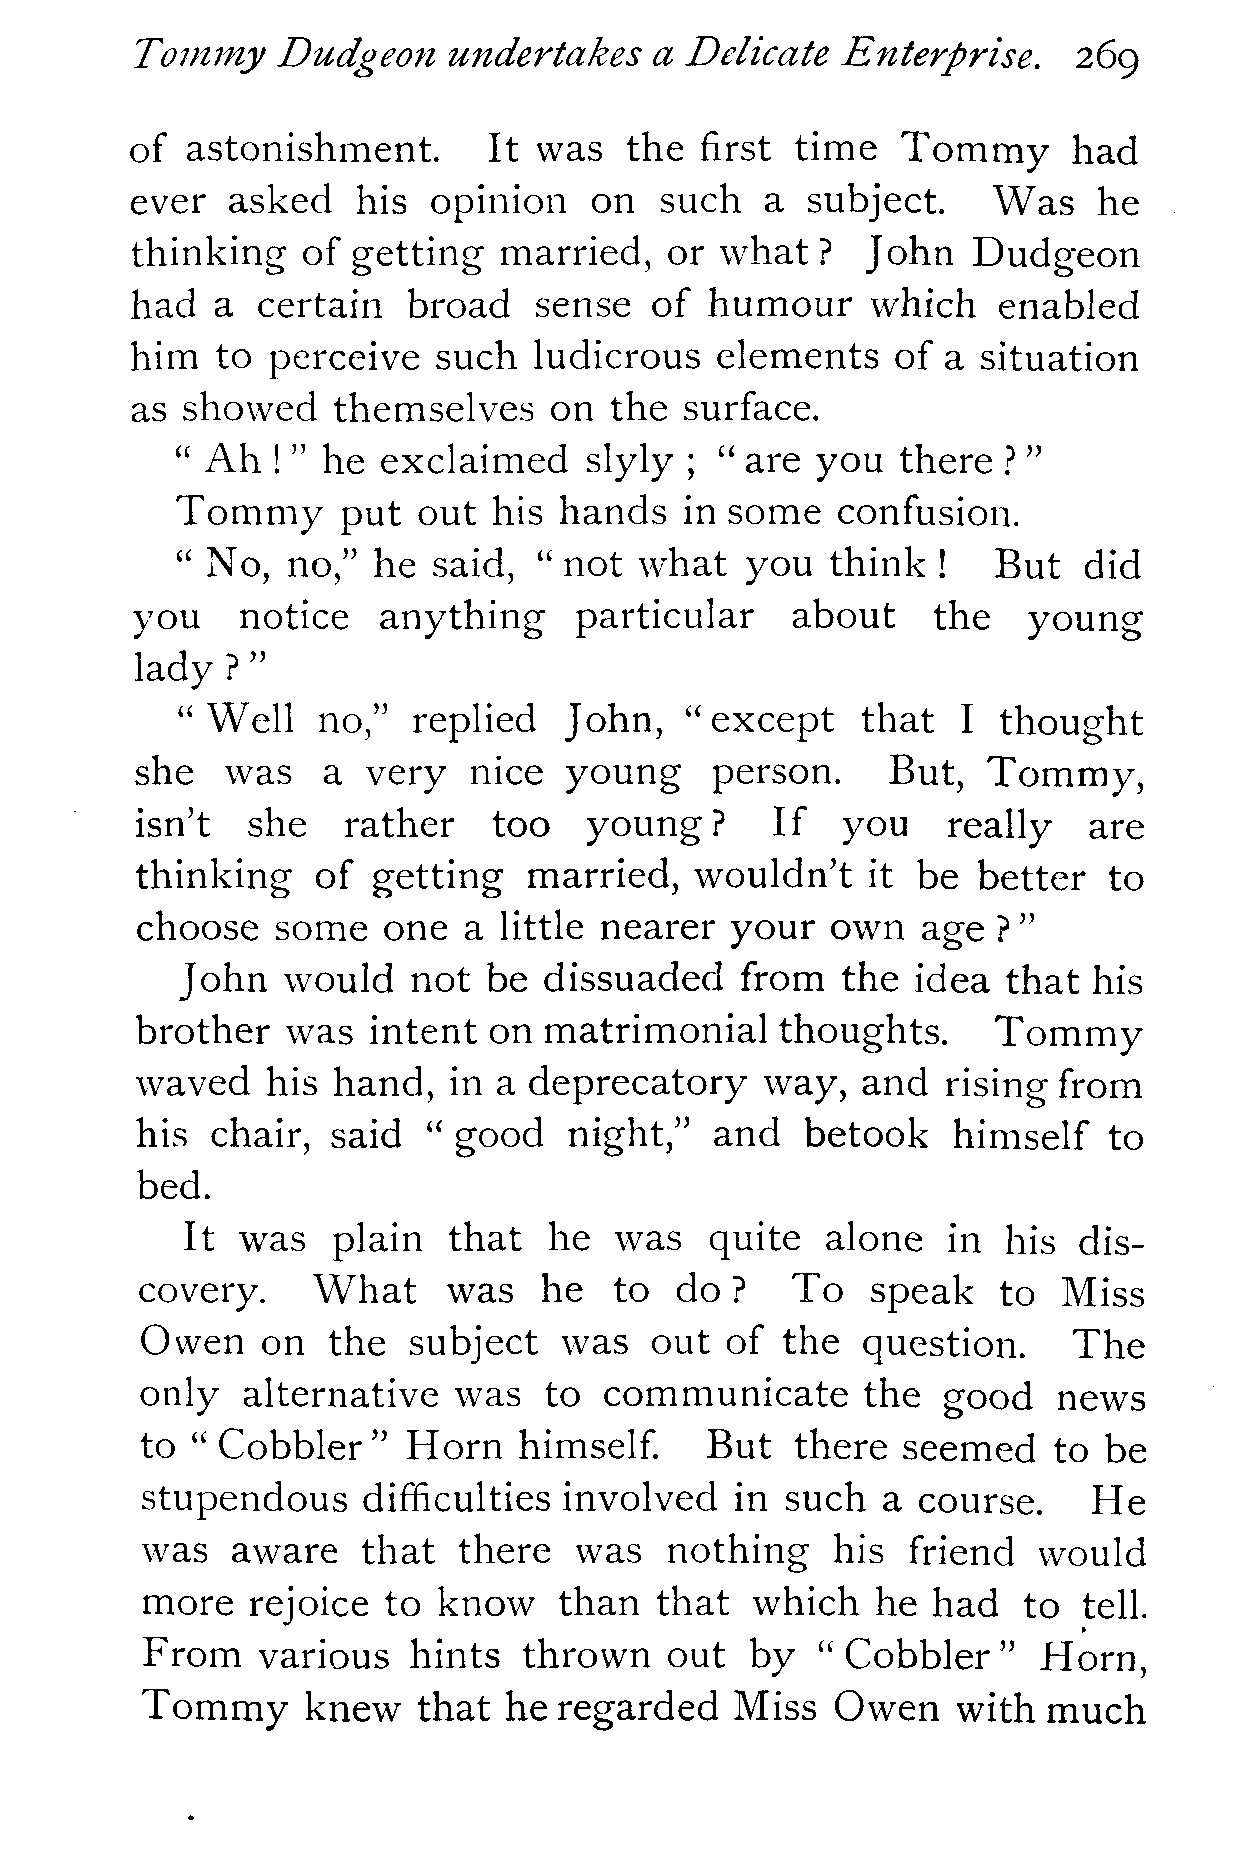 Tommy Dudgeon undertakes a Delicate Enterprise. 269
of astonishment. It was the first time Tommy had
ever asked his opinion on such a subject. Was he
thinking of getting married, or what ? John Dudgeon
had a certain broad sense of humour which enabled
him to perceive such ludicrous elements of a situation
as showed themselves on the surface.
“ Ah ! ” he exclaimed slyly ; “ are you there ? ”
Tommy put out his hands in some confusion.
“ No, no,” he said, “ not what you think ! But did
you notice anything particular about the young
lady ? ”
“ Well no,” replied John, “ except that I thought
she was a very nice young person. But, Tommy,
isn’t she rather too young ? If you really are
thinking of getting married, wouldn’t it be better to
choose some one a little nearer your own age ? ”
John would not be dissuaded from the idea that his
brother was intent on matrimonial thoughts. Tommy
waved his hand, in a deprecatory way, and rising from
his chair, said “ good night,” and betook himself to
bed.
It was plain that he was quite alone in his dis-
covery. What was he to do ? To speak to Miss
Owen on the subject was out of the question. The
only alternative was to communicate the good news
to “ Cobbler ” Horn himself. But there seemed to be
stupendous difficulties involved in such a course. He
was aware that there was nothing his friend would
more rejoice to know than that which he had to tell.
From various hints thrown out by “ Cobbler ” Horn,
Tommy knew that he regarded Miss Owen with much